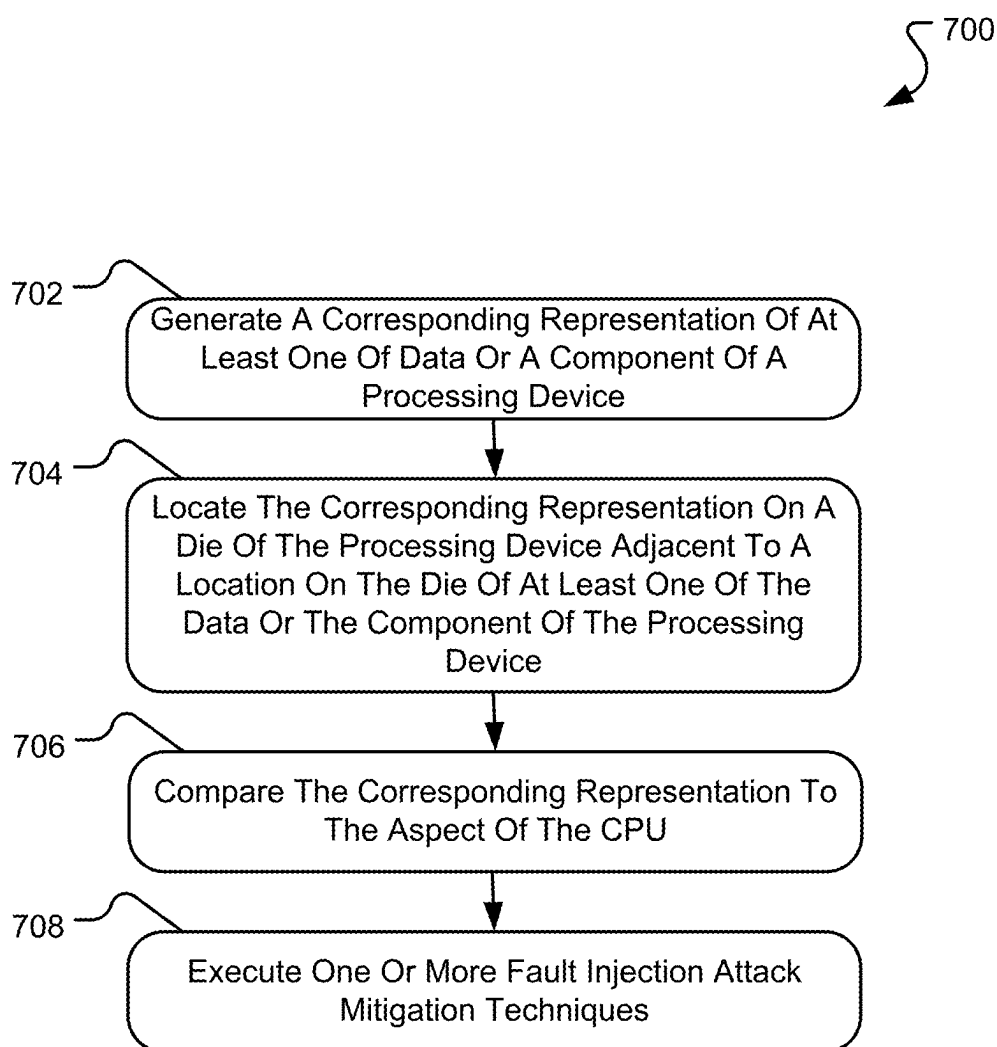 700
702
Generate A Corresponding Representation Of At
Least One Of Data Or A Component Of A
Processing Device
704
Locate The Corresponding Representation On A
Die Of The Processing Device Adjacent To A
Location On The Die Of At Least One Of The
Data Or The Component Of The Processing
Device
706
Compare The Corresponding Representation To
The Aspect Of The CPU
708
Execute One Or More Fault Injection Attack
Mitigation Techniques